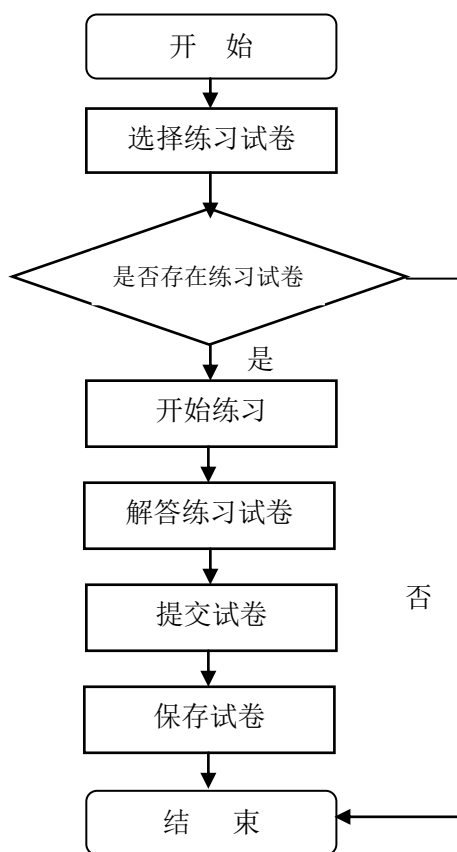 开 始
选择练习试卷
是否存在练习试卷
是
开始练习
解答练习试卷
提交试卷
否
保存试卷
结 束